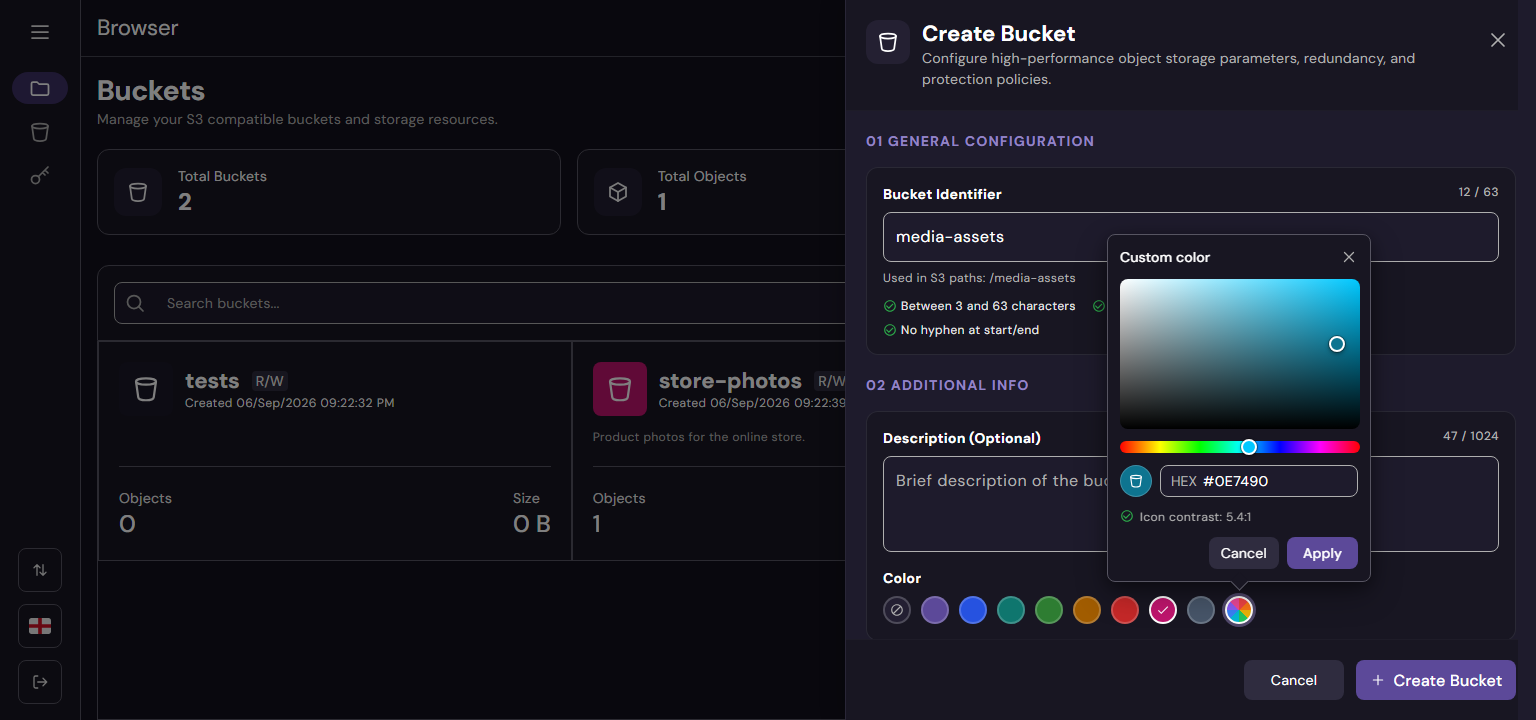 Browser
Buckets
Manage your S3 compatible buckets and storage resources.
Total Buckets
2
Total Objects
1
Search buckets...
tests R/W
Created 06/Sep/2026 09:22:32 PM
Objects
0
Size
0 B
store-photos R/W
Created 06/Sep/2026 09:22:39
Product photos for the online store.
Objects
1
Create Bucket
Configure high-performance object storage parameters, redundancy, and
protection policies.
01 GENERAL CONFIGURATION
Bucket Identifier
12 / 63
media-assets
Used in S3 paths: /media-assets
Between 3 and 63 characters
No hyphen at start/end
02 ADDITIONAL INFO
Description (Optional)
47 / 1024
Brief description of the buc
Color
Custom color
HEX #0E7490
Icon contrast: 5.4:1
Cancel
Apply
Cancel
+ Create Bucket